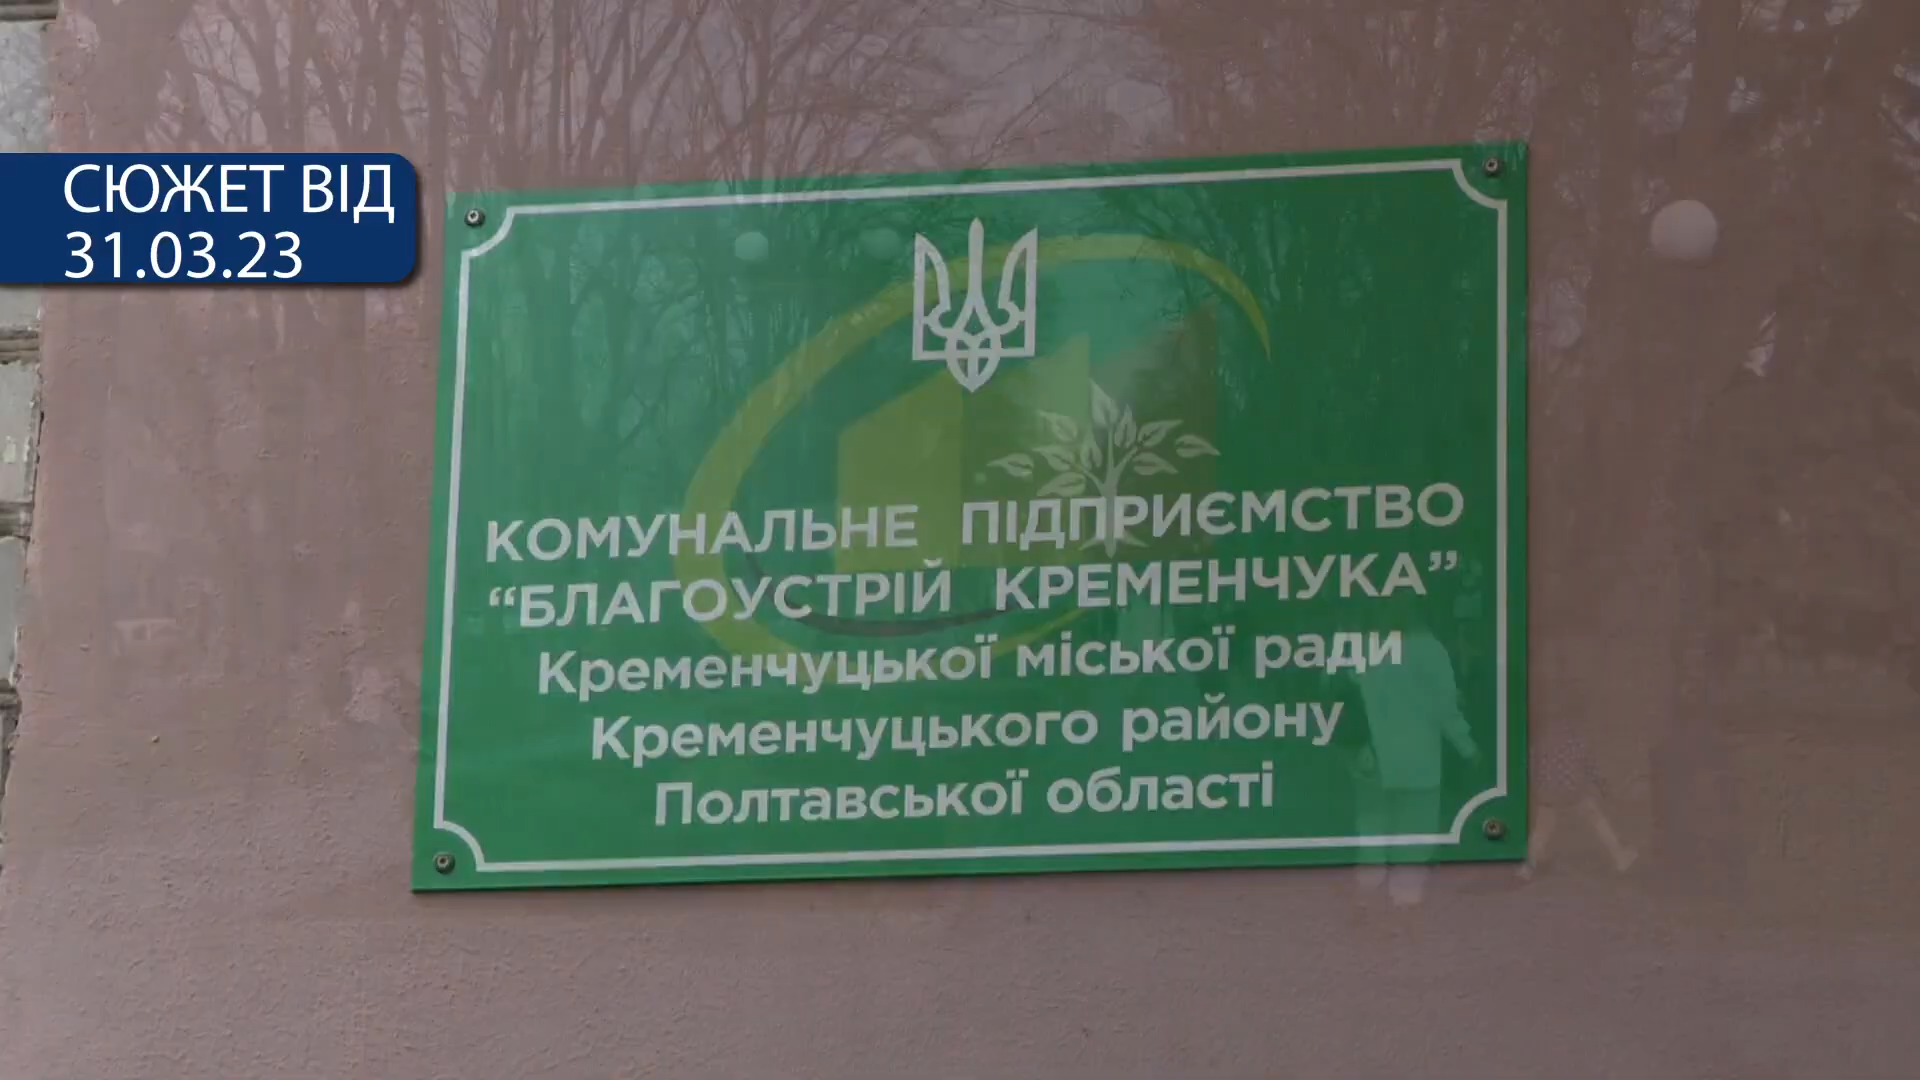 СЮЖЕТ ВІД
31.03.23
КОМУНАЛЬНЕ ПІДПРИЄМСТВО
“БЛАГОУСТРІЙ КРЕМЕНЧУКА”
Кременчуцької міської ради
Кременчуцького району
Полтавської області